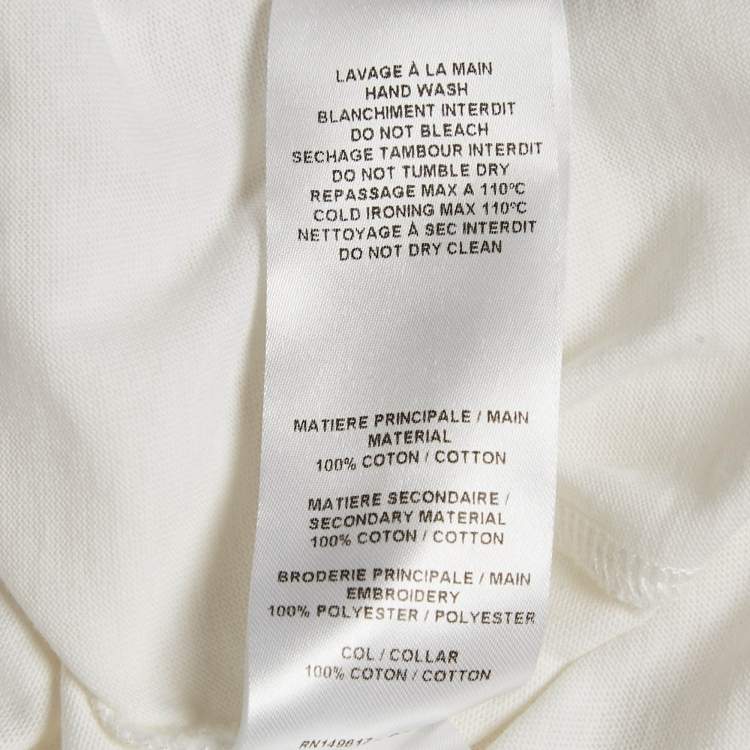 LAVAGE À LA MAIN
HAND WASH
BLANCHIMENT INTERDIT
DO NOT BLEACH
SECHAGE TAMBOUR INTERDIT
DO NOT TUMBLE DRY
REPASSAGE MAX A 110°C
COLD IRONING MAX 110°C
NETTOYAGE À SEC INTERDIT
DO NOT DRY CLEAN
MATIERE PRINCIPALE / MAIN
MATERIAL
100% COTON / COTTON
MATIERE SECONDAIRE /
SECONDARY MATERIAL
100% COTON / COTTON
BRODERIE PRINCIPALE / MAIN
EMBROIDERY
100% POLYESTER / POLYESTER
COL / COLLAR
100% COTON / COTTON